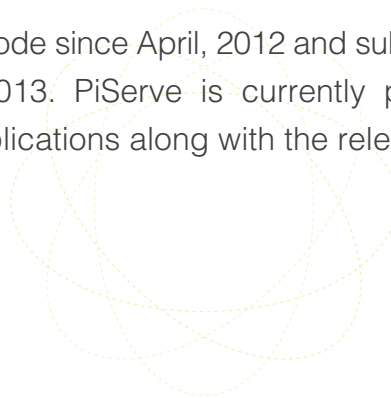 ode since April, 2012 and sul
013. PiServe is currently p
plications along with the rele